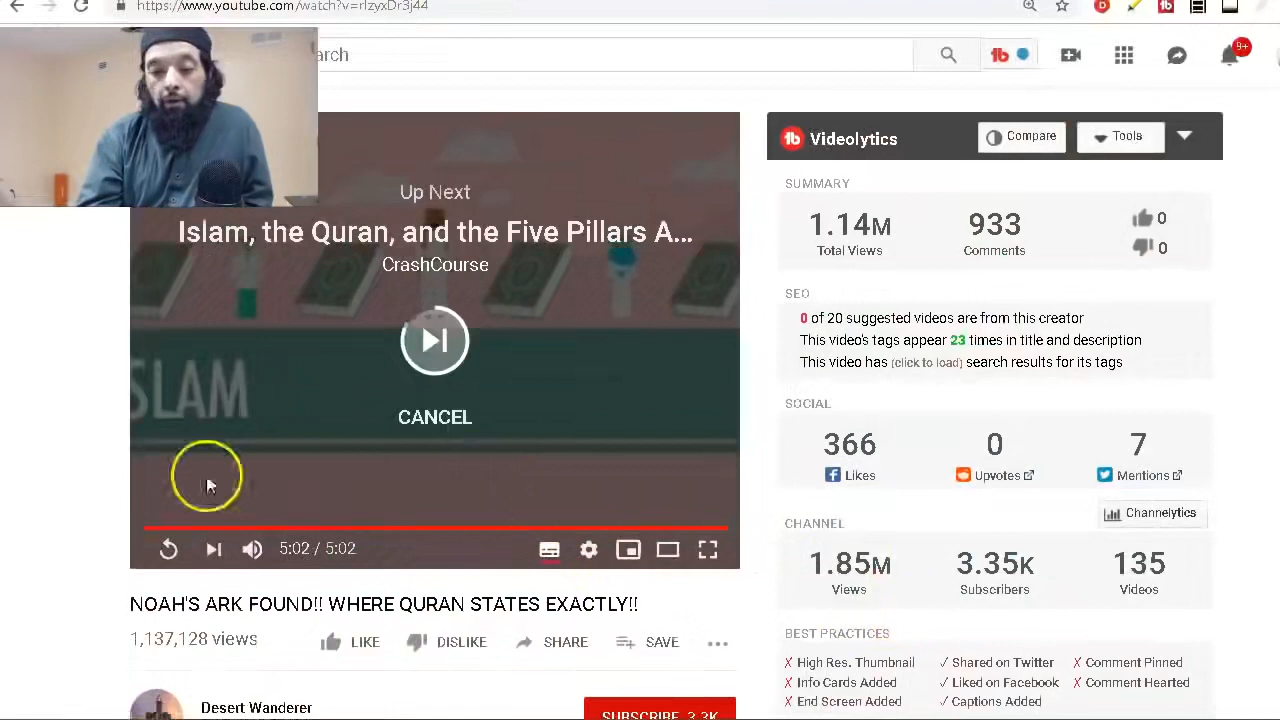 https://www.youtube.com/watch?v=rIzyxDr3j44
arch
9+
Up Next
Islam, the Quran, and the Five Pillars A...
CrashCourse
CANCEL
SLAM
5:02 / 5:02
NOAH'S ARK FOUND!! WHERE QURAN STATES EXACTLY!!
1,137,128 views
LIKE DISLIKE SHARE SAVE
Desert Wanderer
SUBSCRIBE 3.3K
Videolytics Compare Tools
SUMMARY
1.14M 933 0
Total Views Comments 0
SEO
0 of 20 suggested videos are from this creator
This video's tags appear 23 times in title and description
This video has (click to load) search results for its tags
SOCIAL
366 0 7
Likes Upvotes Mentions
Channelytics
CHANNEL
1.85M 3.35K 135
Views Subscribers Videos
BEST PRACTICES
✗ High Res. Thumbnail ✓ Shared on Twitter ✗ Comment Pinned
✗ Info Cards Added ✓ Liked on Facebook ✗ Comment Hearted
✗ End Screen Added ✓ Captions Added